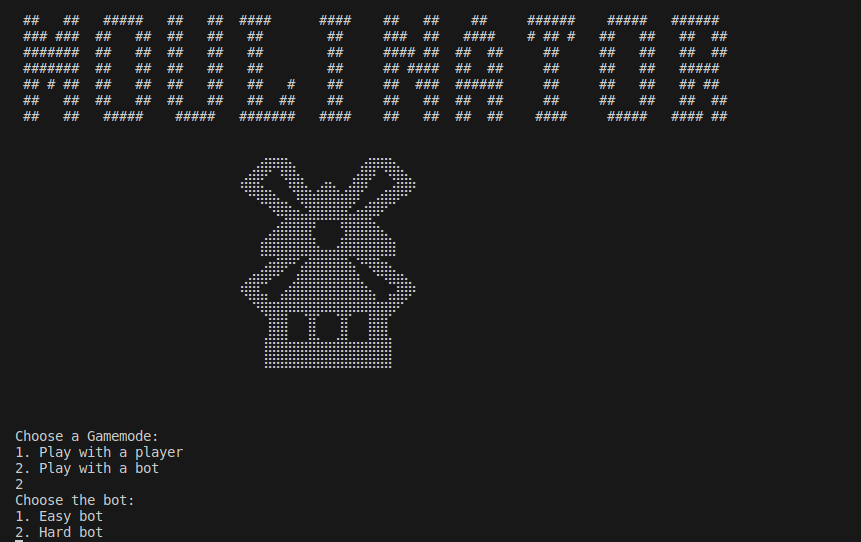 MOULINATOR
Choose a Gamemode:
1. Play with a player
2. Play with a bot
2
Choose the bot:
1. Easy bot
2. Hard bot